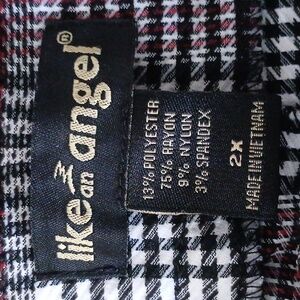 like an angel®
13% POLYESTER
75% RAYON
9% NYLON
3% SPANDEX
2X
MADE IN VIETNAM